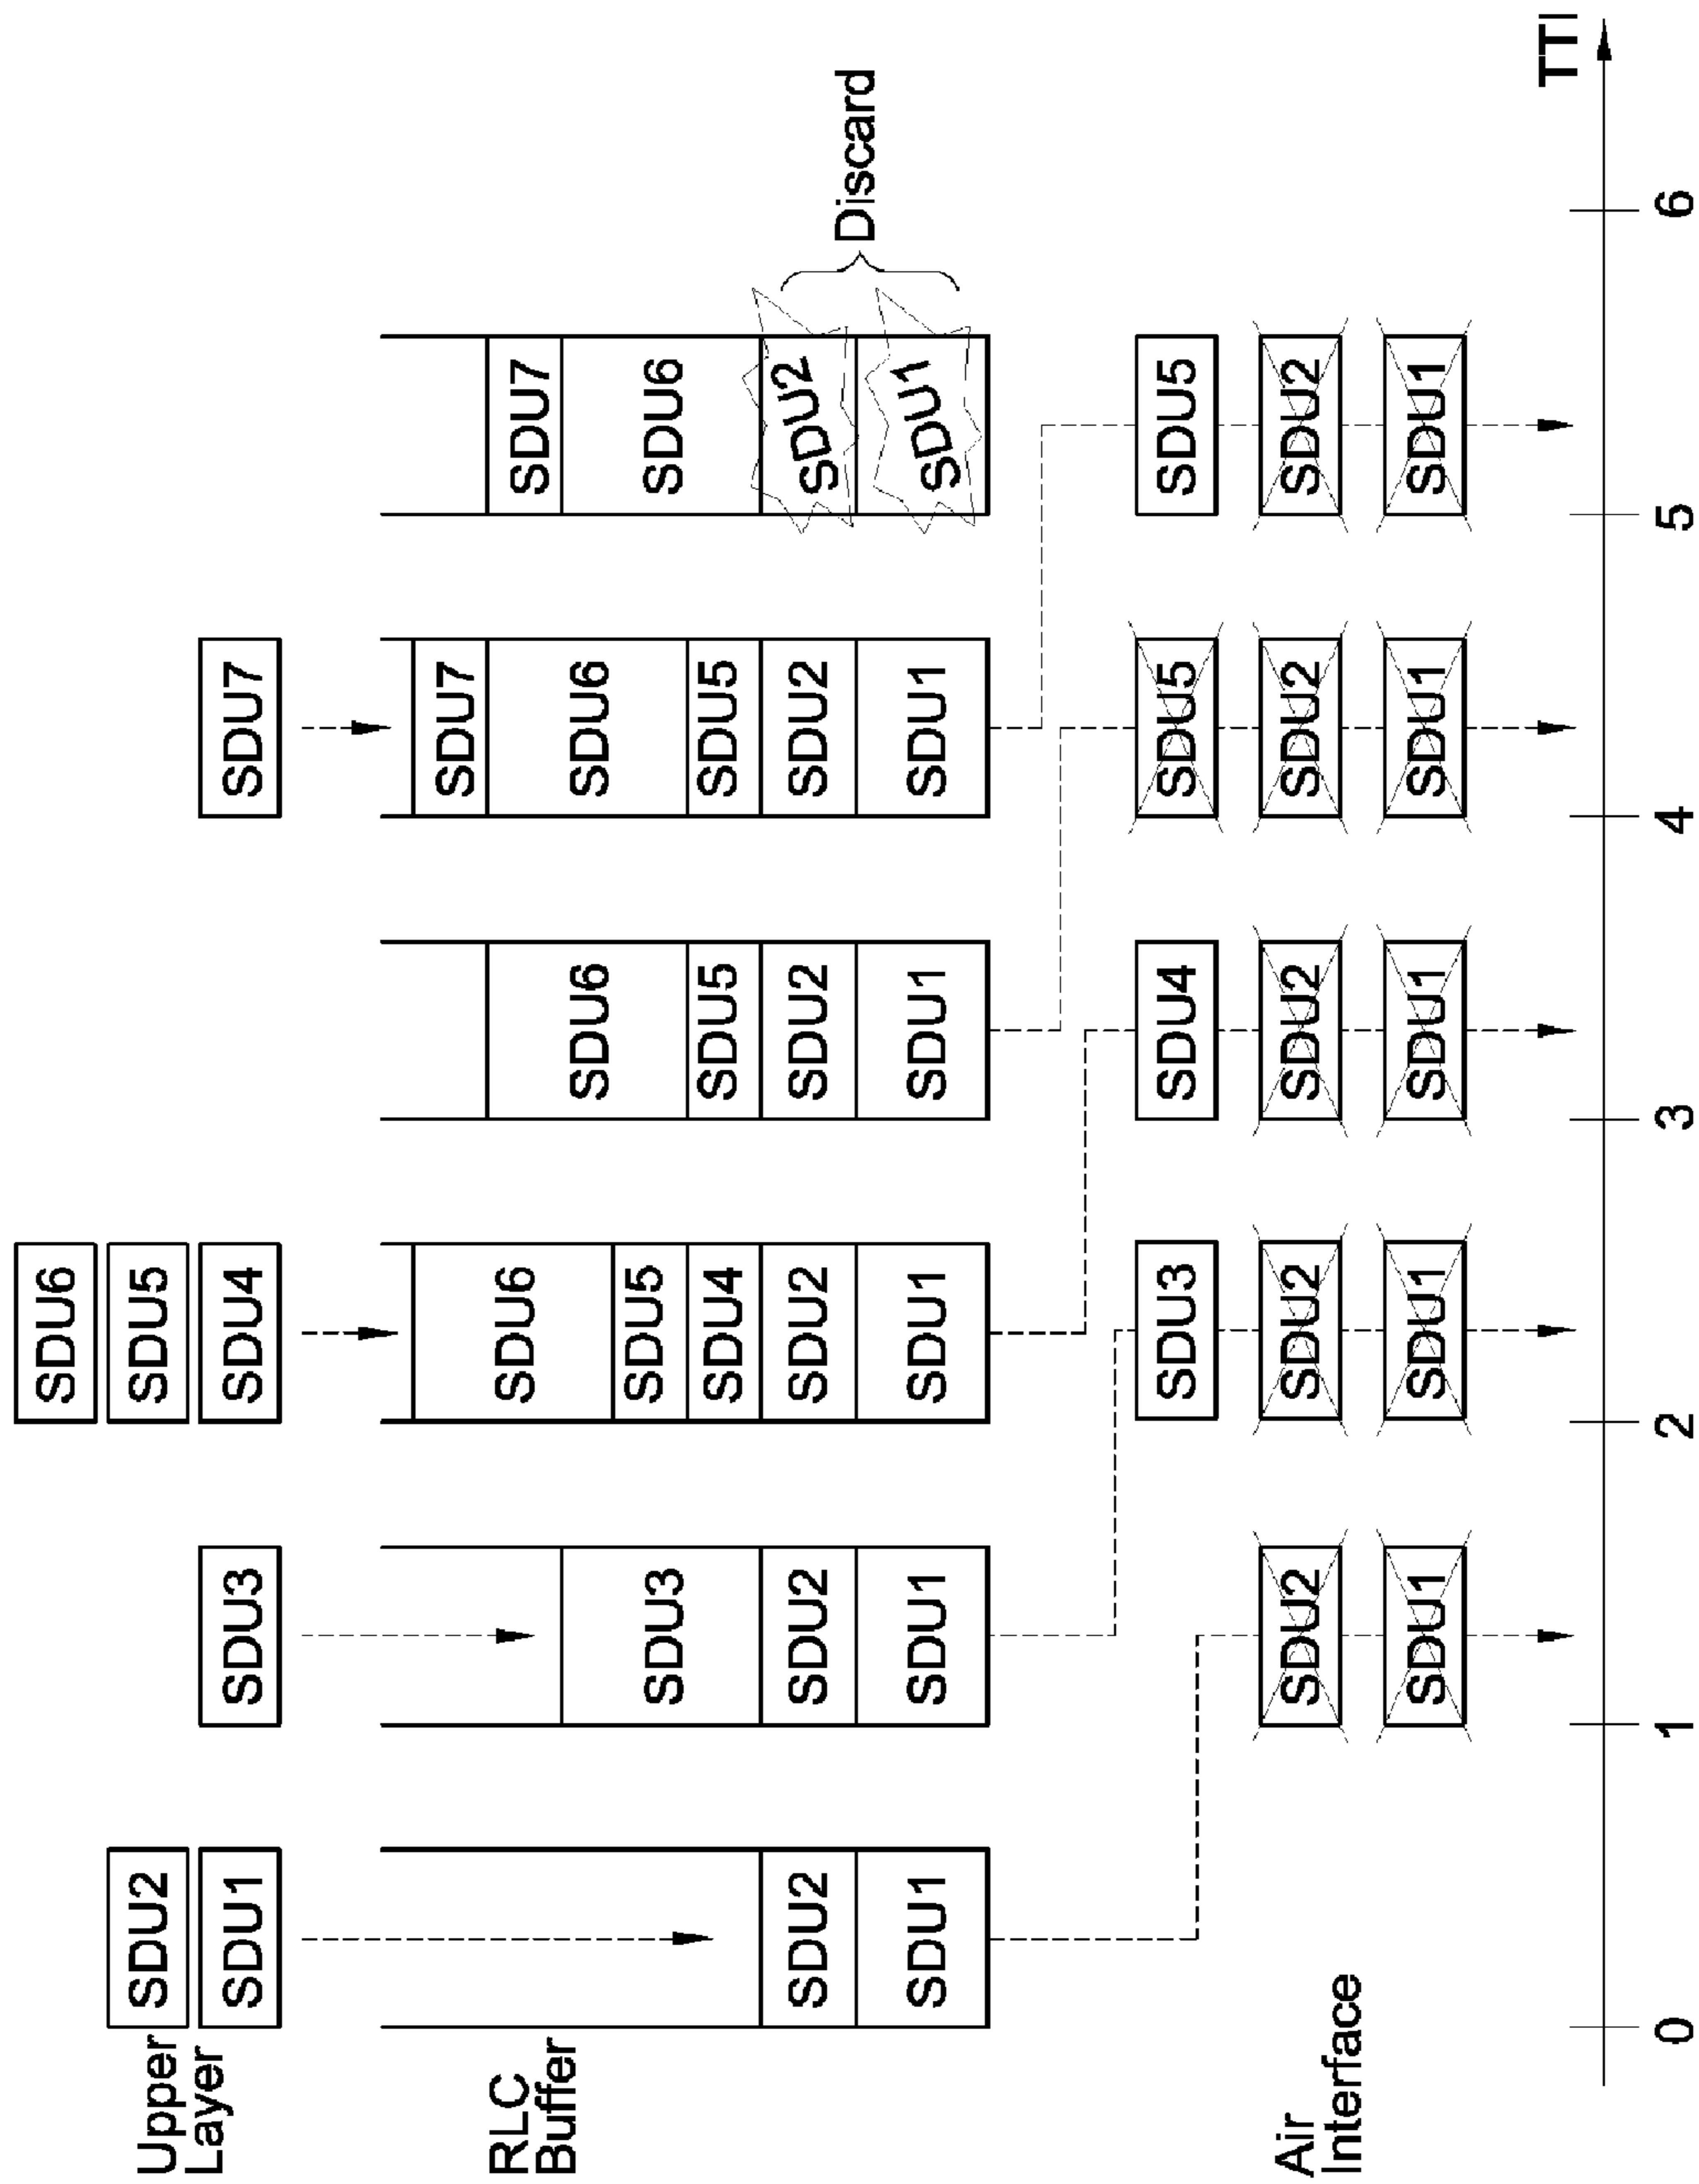 SDU6
Upper
SDU2 SDU5
Layer
SDU1 SDU3 SDU4 SDU7
SDU7
RLC
SDU6 SDU7
Buffer
SDU6 SDU6
SDU5
SDU3 SDU6
SDU4 SDU5 SDU5
SDU2 SDU2 SDU2 SDU2 SDU2 SDU2
Discard
SDU1 SDU1 SDU1 SDU1 SDU1 SDU1
SDU3 SDU4 SDU5 SDU5
Air
Interface
SDU2 SDU2 SDU2 SDU2 SDU2
SDU1 SDU1 SDU1 SDU1 SDU1
TTI
0 1 2 3 4 5 6